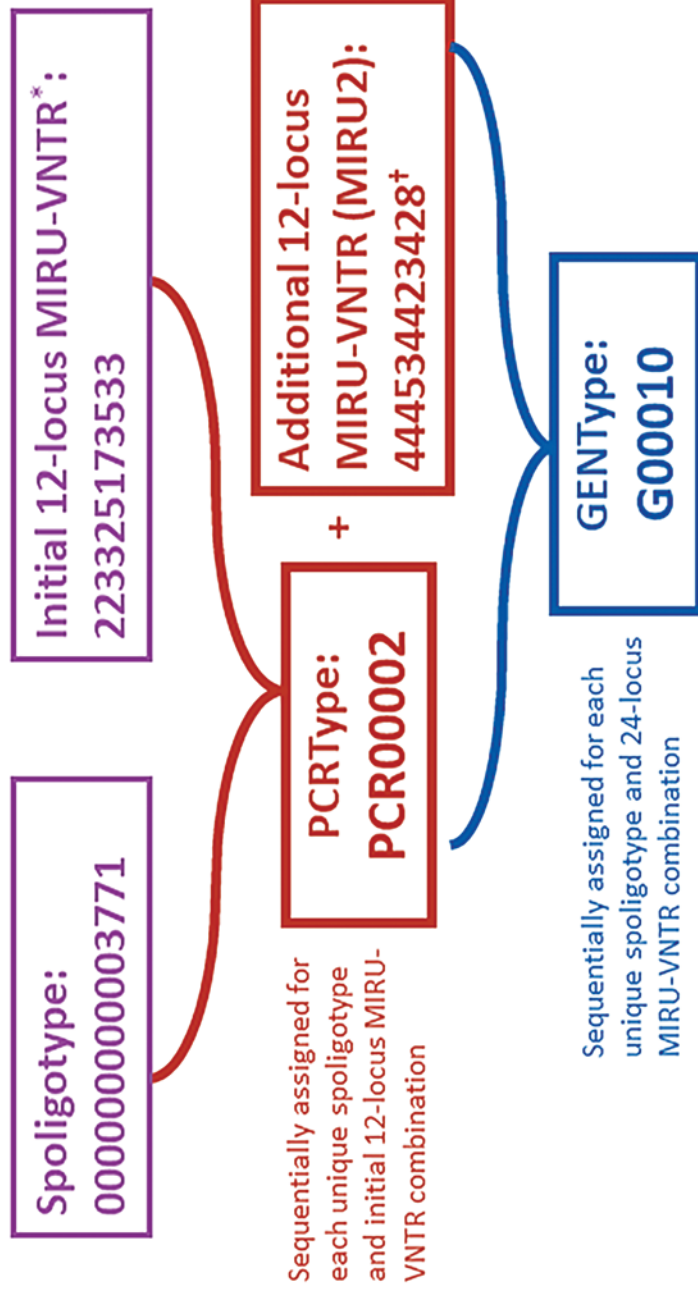 Spoligotype:
000000000003771
Initial 12-locus MIRU-VNTR*:
223325173533
Sequentially assigned for
each unique spoligotype
and initial 12-locus MIRU-
VNTR combination
PCRType:
PCR00002
+
Additional 12-locus
MIRU-VNTR (MIRU2):
444534423428†
Sequentially assigned for each
unique spoligotype and 24-locus
MIRU-VNTR combination
GENType:
G00010